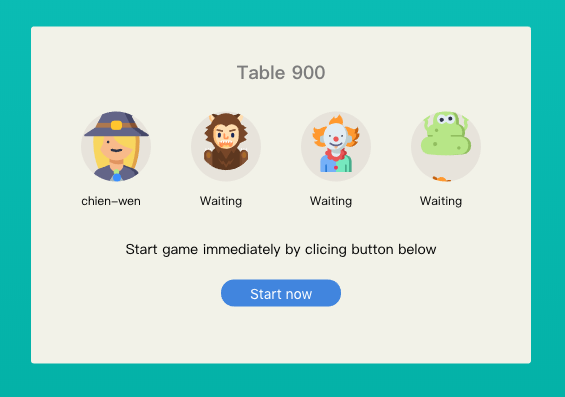 Table 900
chien-wen Waiting Waiting Waiting
Start game immediately by clicing button below
Start now